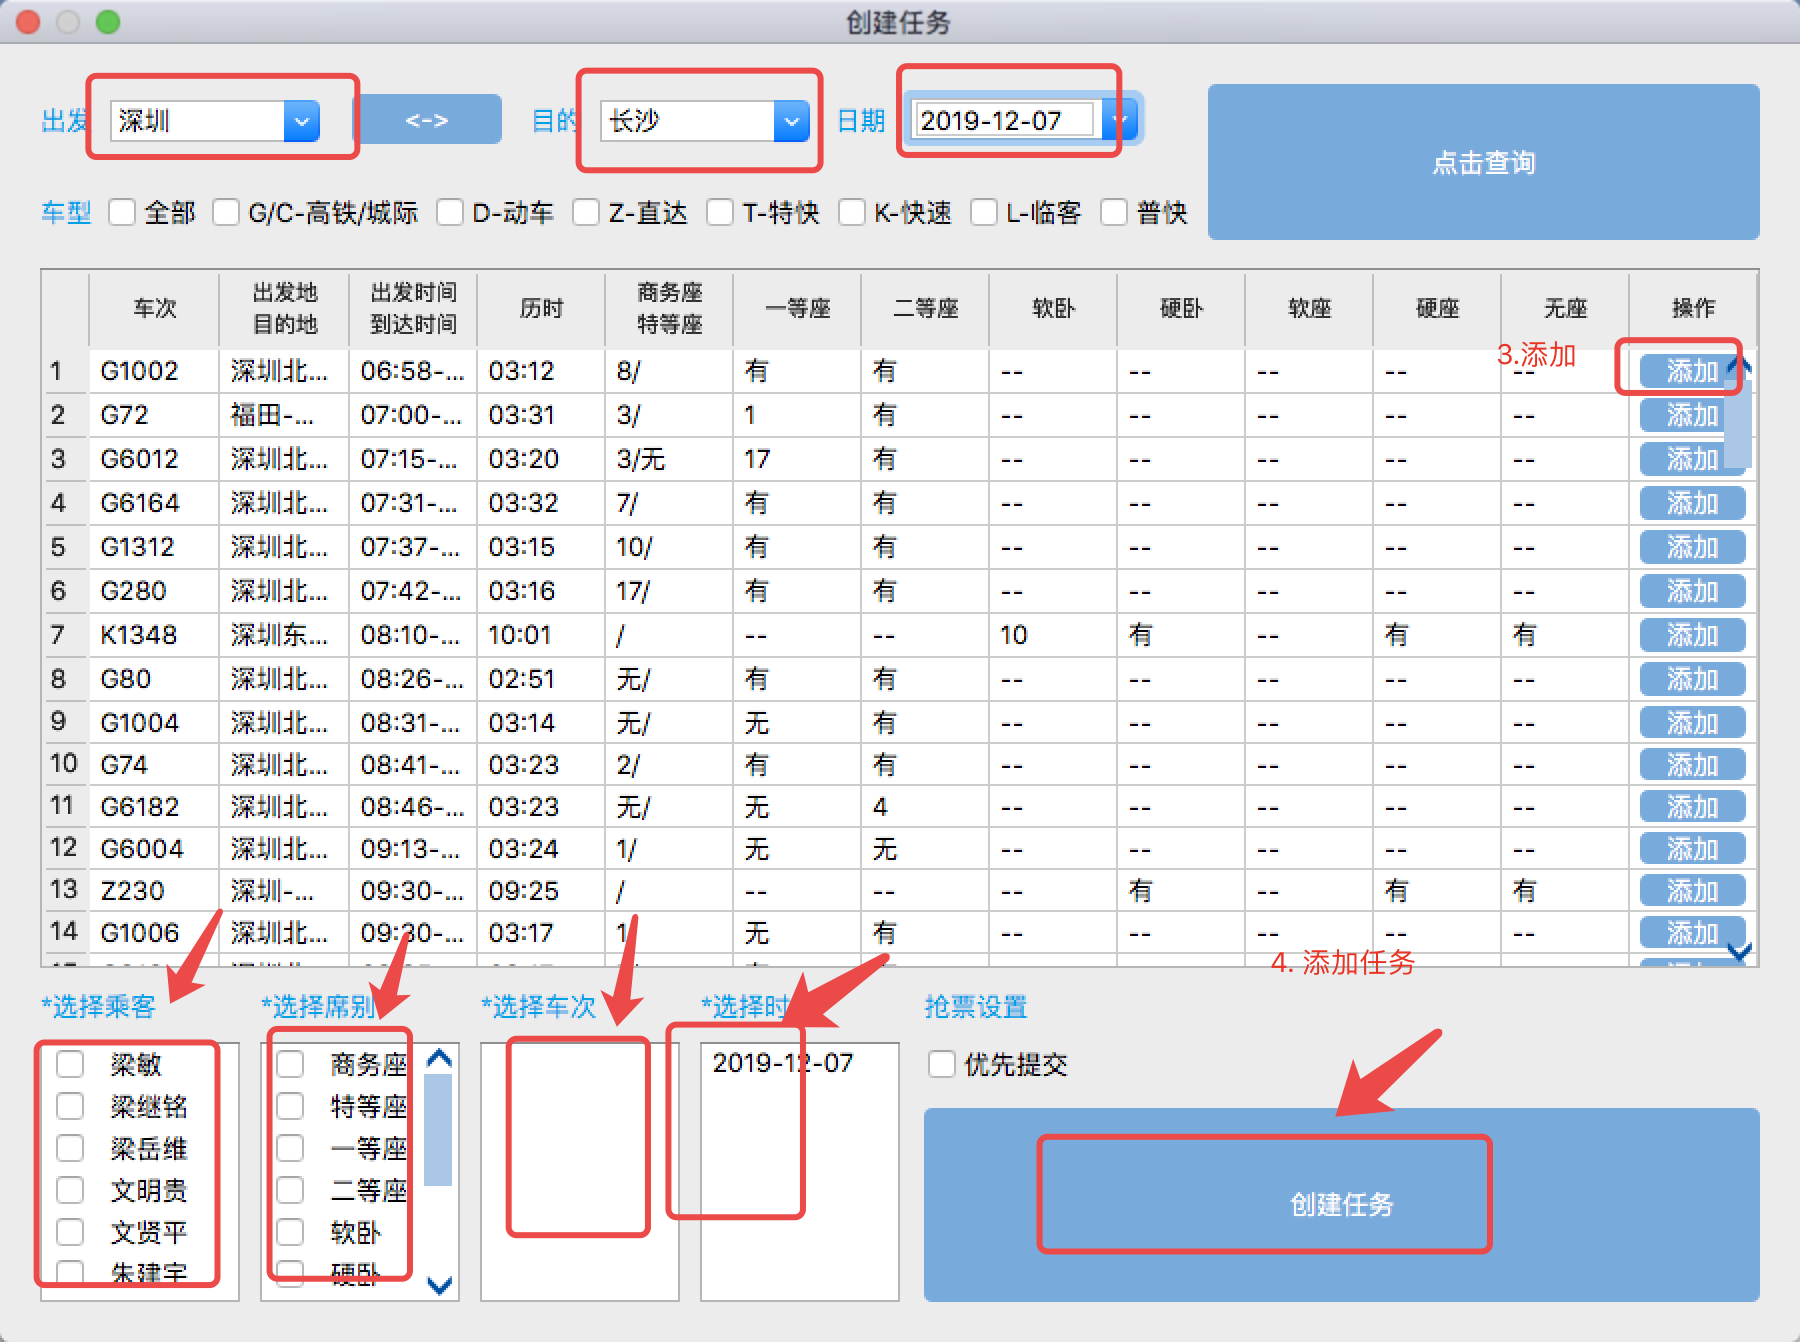 创建任务
出发 深圳 <-> 目的 长沙 日期 2019-12-07 点击查询
车型 全部 G/C-高铁/城际 D-动车 Z-直达 T-特快 K-快速 L-临客 普快
车次 出发地 目的地 出发时间 到达时间 历时 商务座 特等座 一等座 二等座 软卧 硬卧 软座 硬座 无座 操作
3.添加
1 G1002 深圳北... 06:58-... 03:12 8/ 有 有 -- -- -- -- -- 添加
2 G72 福田-... 07:00-... 03:31 3/ 1 有 -- -- -- -- -- 添加
3 G6012 深圳北... 07:15-... 03:20 3/无 17 有 -- -- -- -- -- 添加
4 G6164 深圳北... 07:31-... 03:32 7/ 有 有 -- -- -- -- -- 添加
5 G1312 深圳北... 07:37-... 03:15 10/ 有 有 -- -- -- -- -- 添加
6 G280 深圳北... 07:42-... 03:16 17/ 有 有 -- -- -- -- -- 添加
7 K1348 深圳东... 08:10-... 10:01 / -- -- 10 有 -- 有 有 添加
8 G80 深圳北... 08:26-... 02:51 无/ 有 有 -- -- -- -- -- 添加
9 G1004 深圳北... 08:31-... 03:14 无/ 无 有 -- -- -- -- -- 添加
10 G74 深圳北... 08:41-... 03:23 2/ 有 有 -- -- -- -- -- 添加
11 G6182 深圳北... 08:46-... 03:23 无/ 无 4 -- -- -- -- -- 添加
12 G6004 深圳北... 09:13-... 03:24 1/ 无 无 -- -- -- -- -- 添加
13 Z230 深圳-... 09:30-... 09:25 / -- -- -- 有 -- 有 有 添加
14 G1006 深圳北... 09:30-... 03:17 1 无 有 -- -- -- -- -- 添加
4. 添加任务
*选择乘客 *选择席别 *选择车次 *选择时 抢票设置
梁敏 商务座 2019-12-07 优先提交
梁继铭 特等座
梁岳维 一等座
文明贵 二等座
文贤平 软卧
朱建宇 硬卧
创建任务